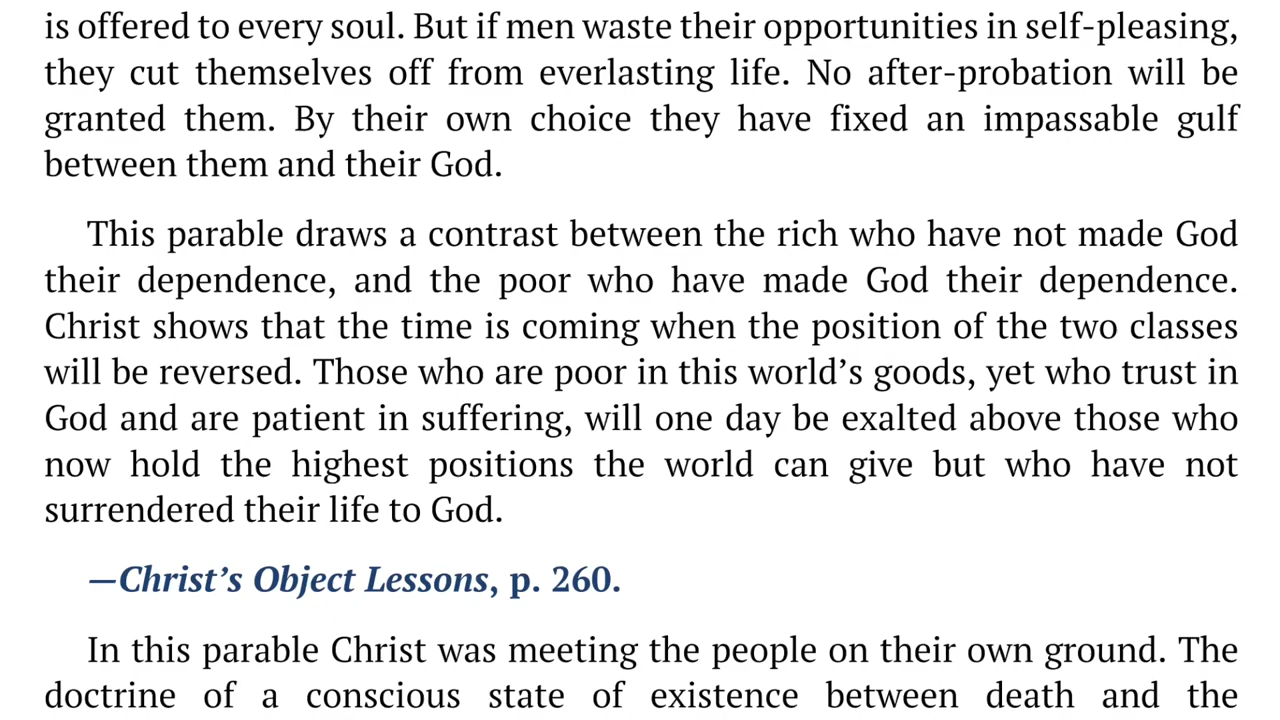 is offered to every soul. But if men waste their opportunities in self-pleasing,
they cut themselves off from everlasting life. No after-probation will be
granted them. By their own choice they have fixed an impassable gulf
between them and their God.
This parable draws a contrast between the rich who have not made God
their dependence, and the poor who have made God their dependence.
Christ shows that the time is coming when the position of the two classes
will be reversed. Those who are poor in this world’s goods, yet who trust in
God and are patient in suffering, will one day be exalted above those who
now hold the highest positions the world can give but who have not
surrendered their life to God.
—Christ’s Object Lessons, p. 260.
In this parable Christ was meeting the people on their own ground. The
doctrine of a conscious state of existence between death and the